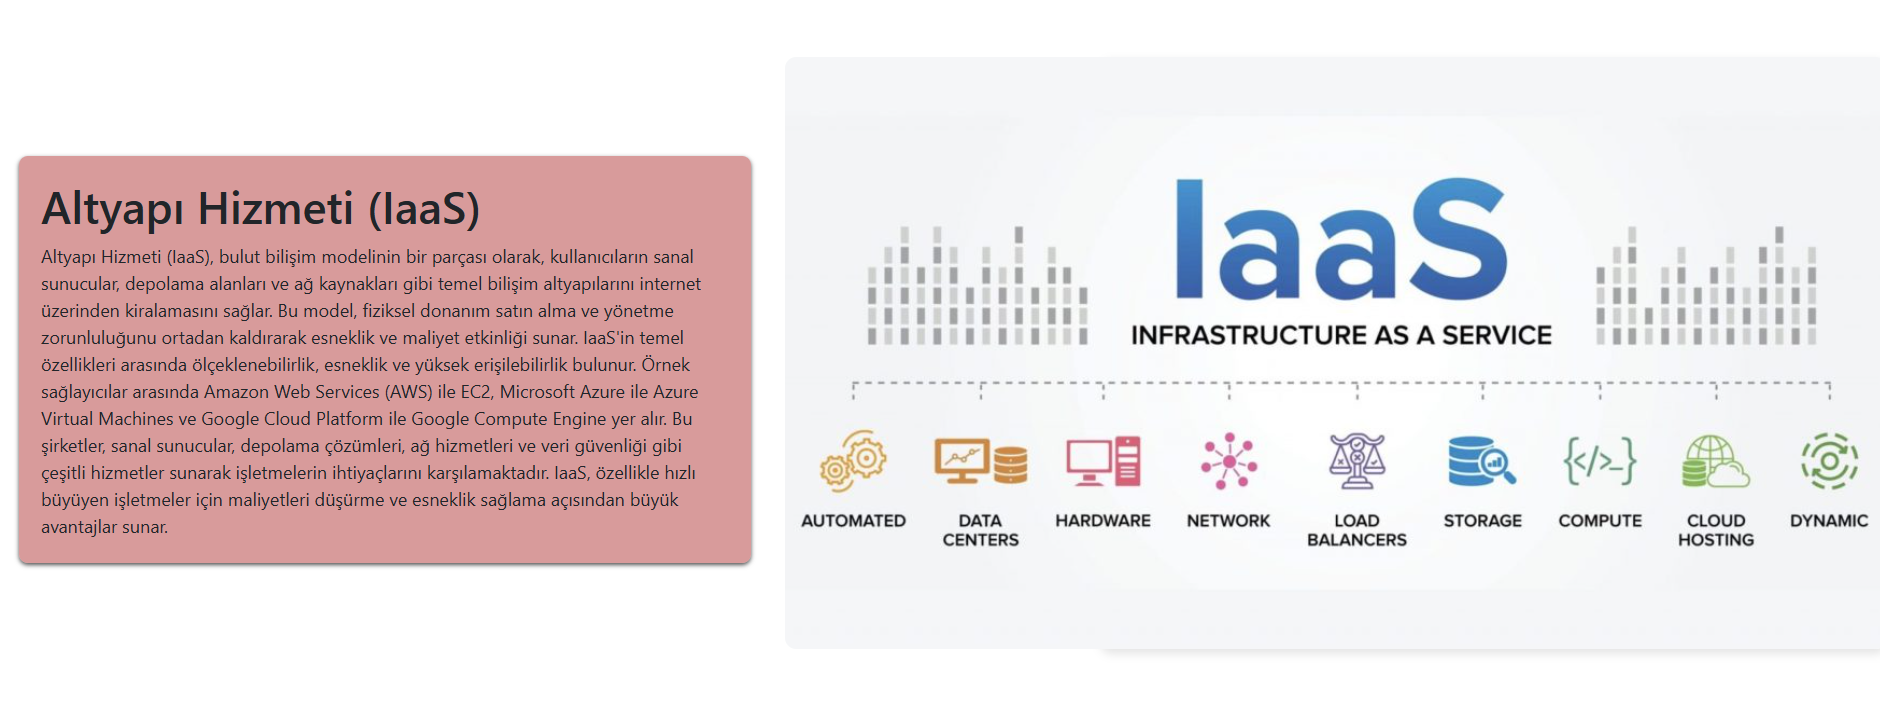 Altyapı Hizmeti (IaaS)
Altyapı Hizmeti (IaaS), bulut bilişim modelinin bir parçası olarak, kullanıcıların sanal
sunucular, depolama alanları ve ağ kaynakları gibi temel bilişim altyapılarını internet
üzerinden kiralamasını sağlar. Bu model, fiziksel donanım satın alma ve yönetme
zorunluluğunu ortadan kaldırarak esneklik ve maliyet etkinliği sunar. IaaS'in temel
özellikleri arasında ölçeklenebilirlik, esneklik ve yüksek erişilebilirlik bulunur. Örnek
sağlayıcılar arasında Amazon Web Services (AWS) ile EC2, Microsoft Azure ile Azure
Virtual Machines ve Google Cloud Platform ile Google Compute Engine yer alır. Bu
şirketler, sanal sunucular, depolama çözümleri, ağ hizmetleri ve veri güvenliği gibi
çeşitli hizmetler sunarak işletmelerin ihtiyaçlarını karşılamaktadır. IaaS, özellikle hızlı
büyüyen işletmeler için maliyetleri düşürme ve esneklik sağlama açısından büyük
avantajlar sunar.
IaaS
INFRASTRUCTURE AS A SERVICE
AUTOMATED
DATA
CENTERS
HARDWARE
NETWORK
LOAD
BALANCERS
STORAGE
COMPUTE
CLOUD
HOSTING
DYNAMIC